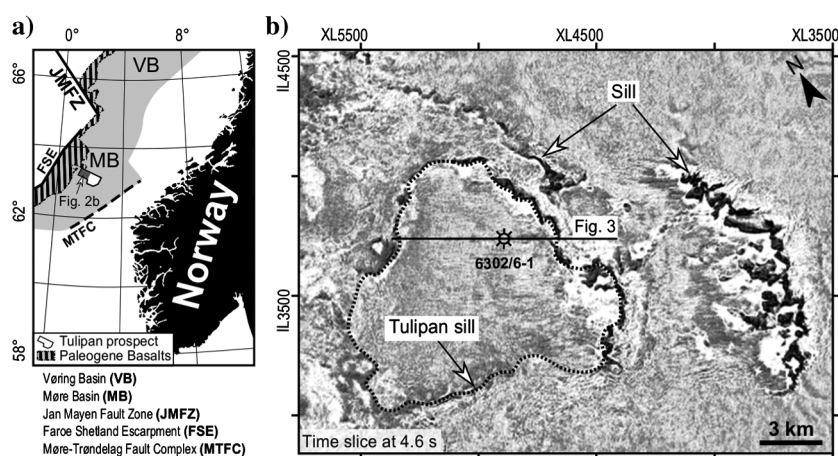 a)
0°
8°
66°
VB
JMFZ
FSE
MB
Fig. 2b
62°
MTFC
Norway
58°
Tulipan prospect
Paleogene Basalts
Vøring Basin (VB)
Møre Basin (MB)
Jan Mayen Fault Zone (JMFZ)
Faroe Shetland Escarpment (FSE)
Møre-Trøndelag Fault Complex (MTFC)
b)
XL5500
XL4500
XL3500
IL4500
N
Sill
Fig. 3
6302/6-1
IL3500
Tulipan sill
3 km
Time slice at 4.6 s